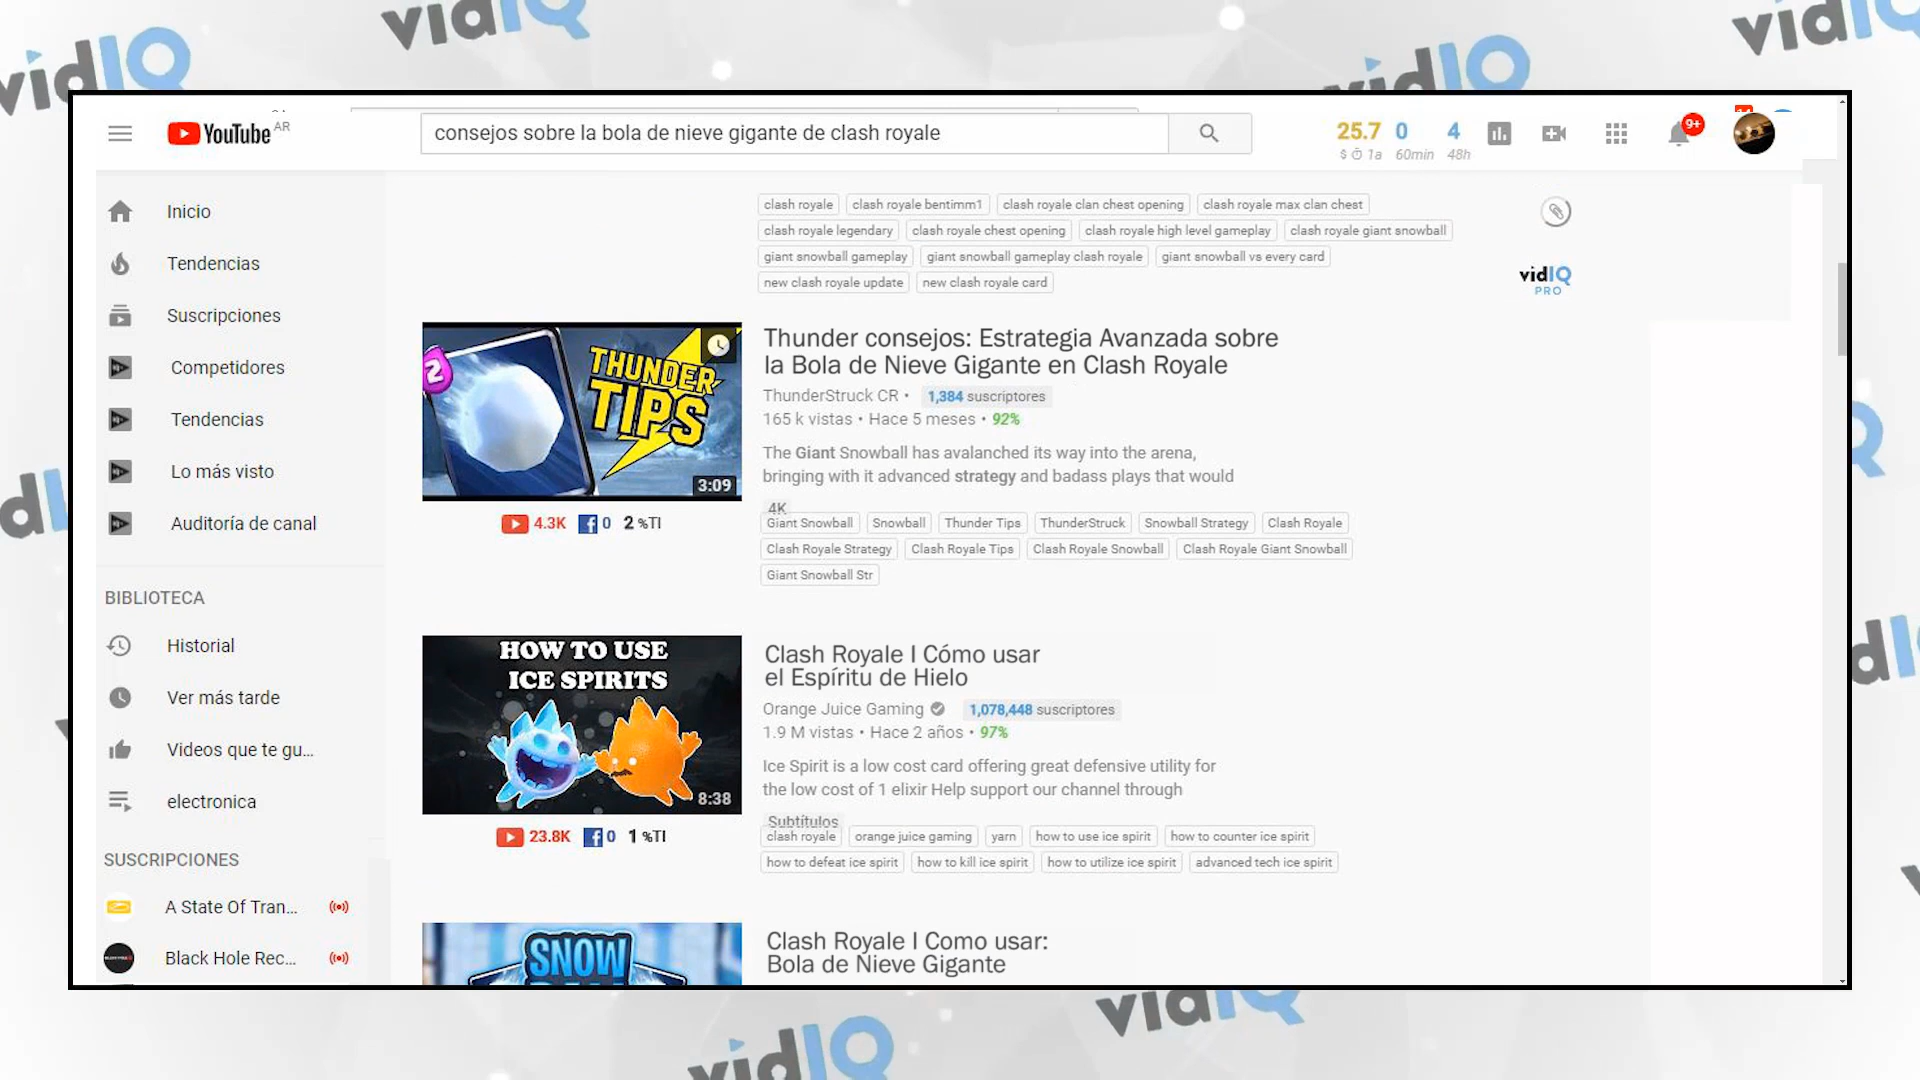 vidIQ
vidIQ
vidIQ
vidIQ
YouTube AR
consejos sobre la bola de nieve gigante de clash royale
25.7 0 4
$ 1a 60min 48h
9+
Inicio
Tendencias
Suscripciones
Competidores
Tendencias
Lo más visto
Auditoría de canal
BIBLIOTECA
Historial
Ver más tarde
Videos que te gu...
electronica
SUSCRIPCIONES
A State Of Tran...
Black Hole Rec...
clash royale clash royale bentimm1 clash royale clan chest opening clash royale max clan chest
clash royale legendary clash royale chest opening clash royale high level gameplay clash royale giant snowball
giant snowball gameplay giant snowball gameplay clash royale giant snowball vs every card
new clash royale update new clash royale card
vidIQ
PRO
2
THUNDER
TIPS
3:09
4.3K 0 2 %TI
Thunder consejos: Estrategia Avanzada sobre
la Bola de Nieve Gigante en Clash Royale
ThunderStruck CR • 1,384 suscriptores
165 k vistas • Hace 5 meses • 92%
The Giant Snowball has avalanched its way into the arena,
bringing with it advanced strategy and badass plays that would
4K
Giant Snowball Snowball Thunder Tips ThunderStruck Snowball Strategy Clash Royale
Clash Royale Strategy Clash Royale Tips Clash Royale Snowball Clash Royale Giant Snowball
Giant Snowball Str
HOW TO USE
ICE SPIRITS
8:38
23.8K 0 1 %TI
Clash Royale I Cómo usar
el Espíritu de Hielo
Orange Juice Gaming 1,078,448 suscriptores
1.9 M vistas • Hace 2 años • 97%
Ice Spirit is a low cost card offering great defensive utility for
the low cost of 1 elixir Help support our channel through
Subtítulos
clash royale orange juice gaming yarn how to use ice spirit how to counter ice spirit
how to defeat ice spirit how to kill ice spirit how to utilize ice spirit advanced tech ice spirit
SNOW
Clash Royale I Como usar:
Bola de Nieve Gigante
vidIQ
vidIQ